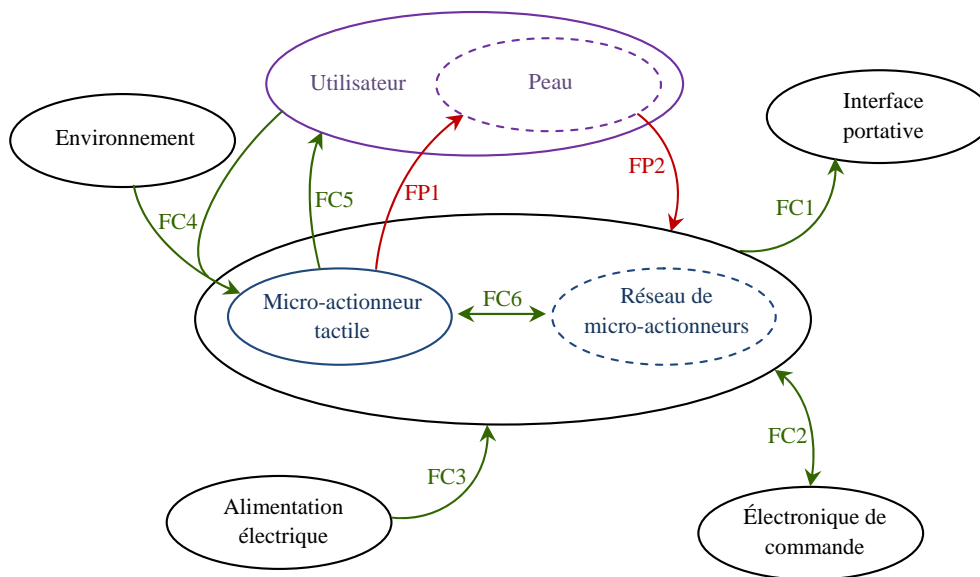 Utilisateur
Peau
Interface
portative
Environnement
FP2
FC5
FP1
FC1
FC4
Micro-actionneur
tactile
FC6
Réseau de
micro-actionneurs
FC2
FC3
Alimentation
électrique
Électronique de
commande